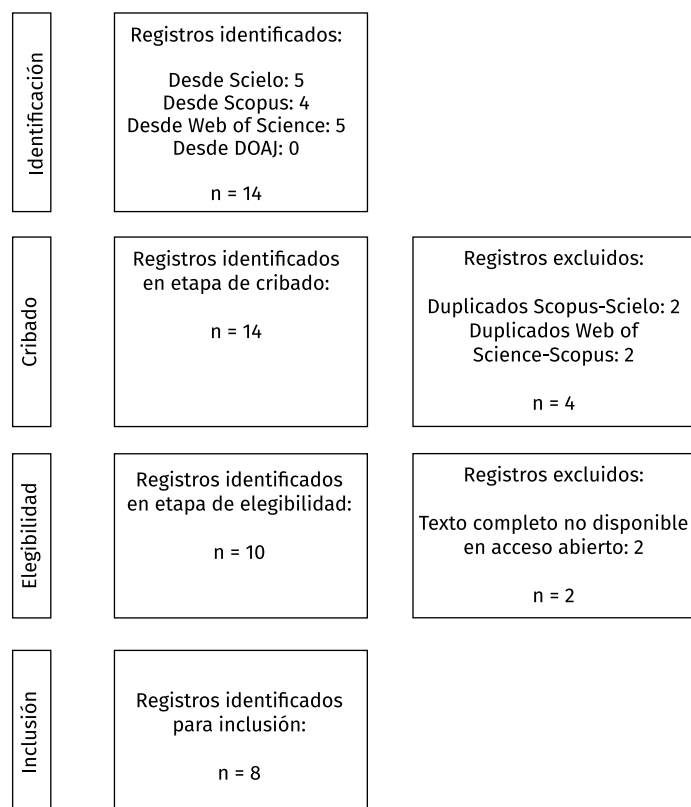 Identificación
Registros identificados:
Desde Scielo: 5
Desde Scopus: 4
Desde Web of Science: 5
Desde DOAJ: 0
n = 14
Cribado
Registros identificados
en etapa de cribado:
n = 14
Registros excluidos:
Duplicados Scopus-Scielo: 2
Duplicados Web of
Science-Scopus: 2
n = 4
Elegibilidad
Registros identificados
en etapa de elegibilidad:
n = 10
Registros excluidos:
Texto completo no disponible
en acceso abierto: 2
n = 2
Inclusión
Registros identificados
para inclusión:
n = 8